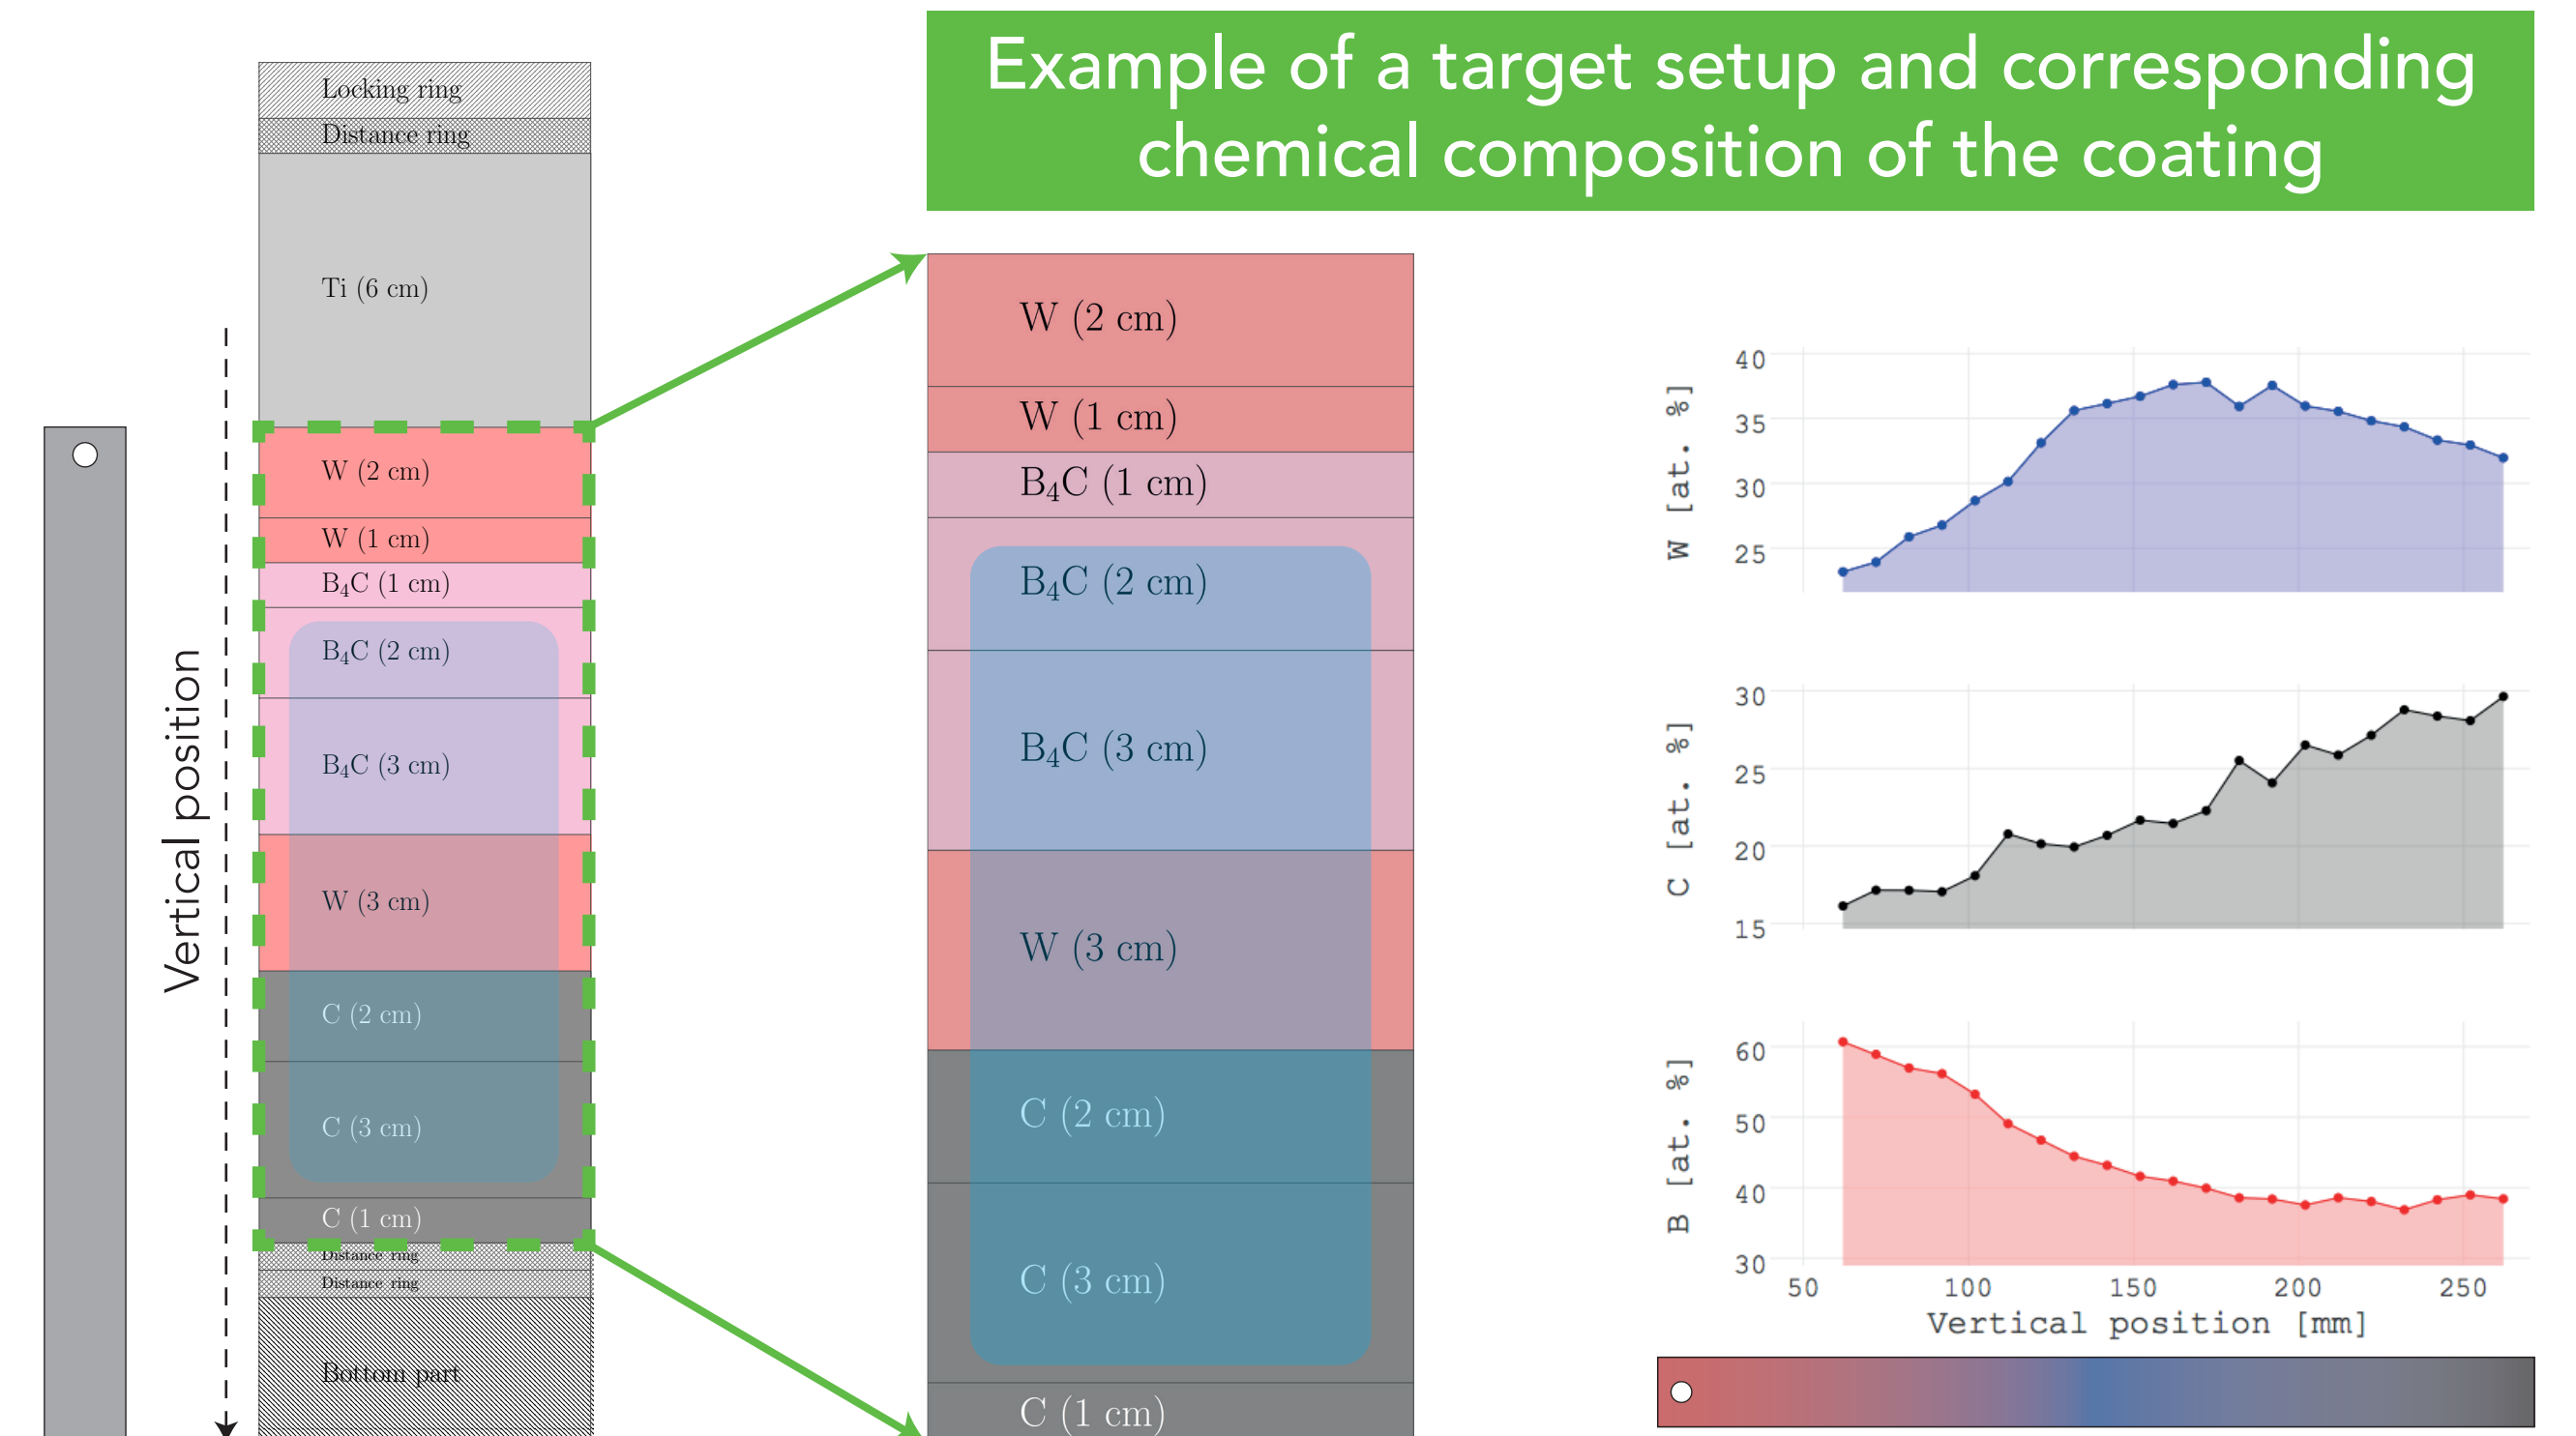 Example of a target setup and corresponding
chemical composition of the coating
Locking ring
Distance ring
Ti (6 cm)
W (2 cm)
W (1 cm)
B₄C (1 cm)
B₄C (2 cm)
B₄C (3 cm)
W (3 cm)
C (2 cm)
C (3 cm)
C (1 cm)
Distance ring
Distance ring
Bottom part
Vertical position
W (2 cm)
W (1 cm)
B₄C (1 cm)
B₄C (2 cm)
B₄C (3 cm)
W (3 cm)
C (2 cm)
C (3 cm)
C (1 cm)
W [at. %]
40
35
30
25
C [at. %]
30
25
20
15
B [at. %]
60
50
40
30
50 100 150 200 250
Vertical position [mm]